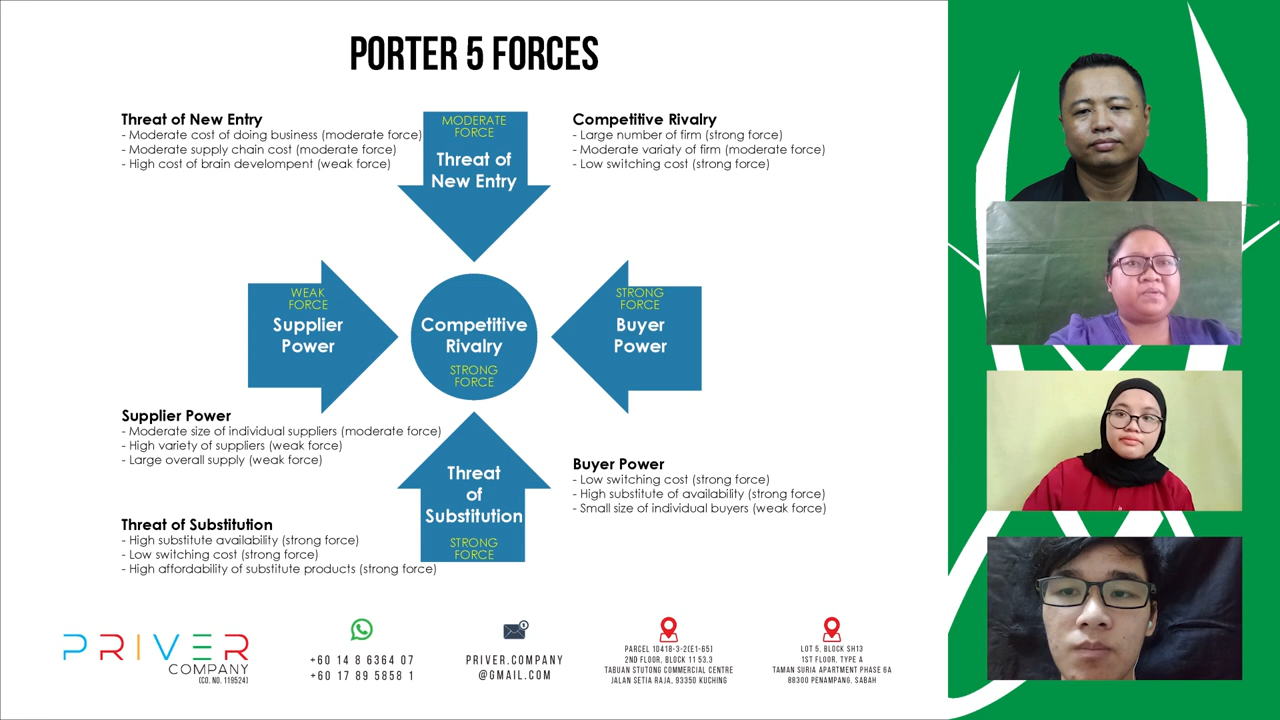 PORTER 5 FORCES
Threat of New Entry
- Moderate cost of doing business (moderate force)
- Moderate supply chain cost (moderate force)
- High cost of brain develompent (weak force)
MODERATE
FORCE
Threat of
New Entry
Competitive Rivalry
- Large number of firm (strong force)
- Moderate variaty of firm (moderate force)
- Low switching cost (strong force)
WEAK
FORCE
Supplier
Power
Competitive
Rivalry
STRONG
FORCE
STRONG
FORCE
Buyer
Power
Supplier Power
- Moderate size of individual suppliers (moderate force)
- High variety of suppliers (weak force)
- Large overall supply (weak force)
Threat
of
Substitution
STRONG
FORCE
Buyer Power
- Low switching cost (strong force)
- High substitute of availability (strong force)
- Small size of individual buyers (weak force)
Threat of Substitution
- High substitute availability (strong force)
- Low switching cost (strong force)
- High affordability of substitute products (strong force)
PRIVER
COMPANY
(CO. NO. 119524)
+60 14 8 6364 07
+60 17 89 5858 1
PRIVER.COMPANY
@GMAIL.COM
PARCEL 10418-3-2(E1-65)
2ND FLOOR, BLOCK 11 53.3
TABUAN STUTONG COMMERCIAL CENTRE
JALAN SETIA RAJA, 93350 KUCHING
LOT 5, BLOCK SH13
1ST FLOOR, TYPE A
TAMAN SURIA APARTMENT PHASE 6A
88300 PENAMPANG, SABAH